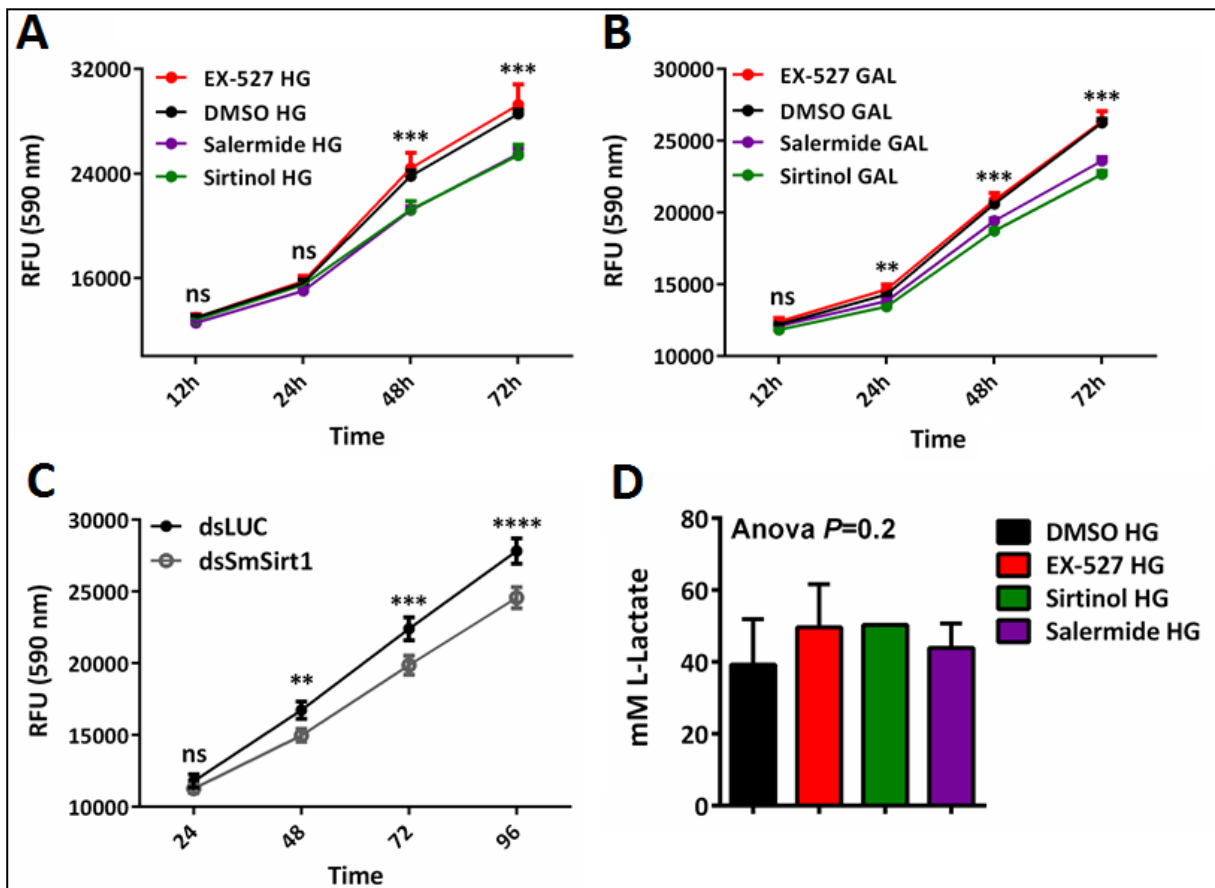 A
32000
24000
16000
RFU (590 nm)
EX-527 HG
DMSO HG
Salermide HG
Sirtinol HG
ns
ns
***
***
12h
24h
48h
72h
Time
B
30000
25000
20000
15000
10000
RFU (590 nm)
EX-527 GAL
DMSO GAL
Salermide GAL
Sirtinol GAL
ns
**
***
***
12h
24h
48h
72h
Time
C
30000
25000
20000
15000
10000
RFU (590 nm)
dsLUC
dsSmSirt1
ns
**
***
****
24
48
72
96
Time
D
80
60
40
20
0
mM L-Lactate
Anova P=0.2
DMSO HG
EX-527 HG
Sirtinol HG
Salermide HG